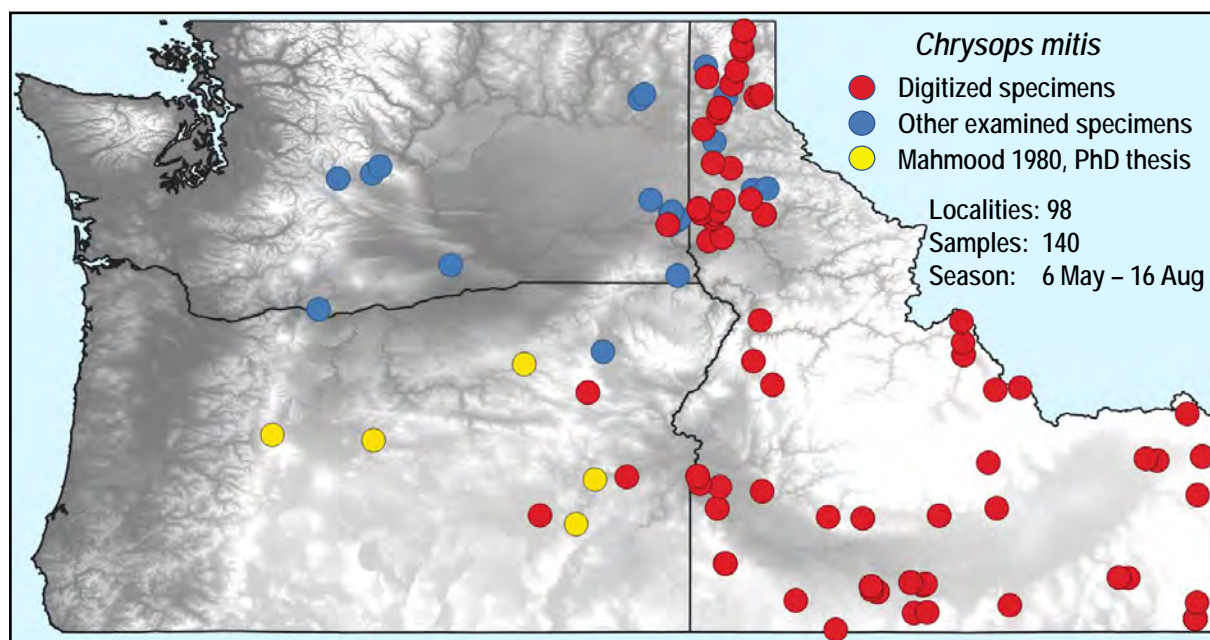 Chrysops mitis
Digitized specimens
Other examined specimens
Mahmood 1980, PhD thesis
Localities: 98
Samples: 140
Season: 6 May – 16 Aug